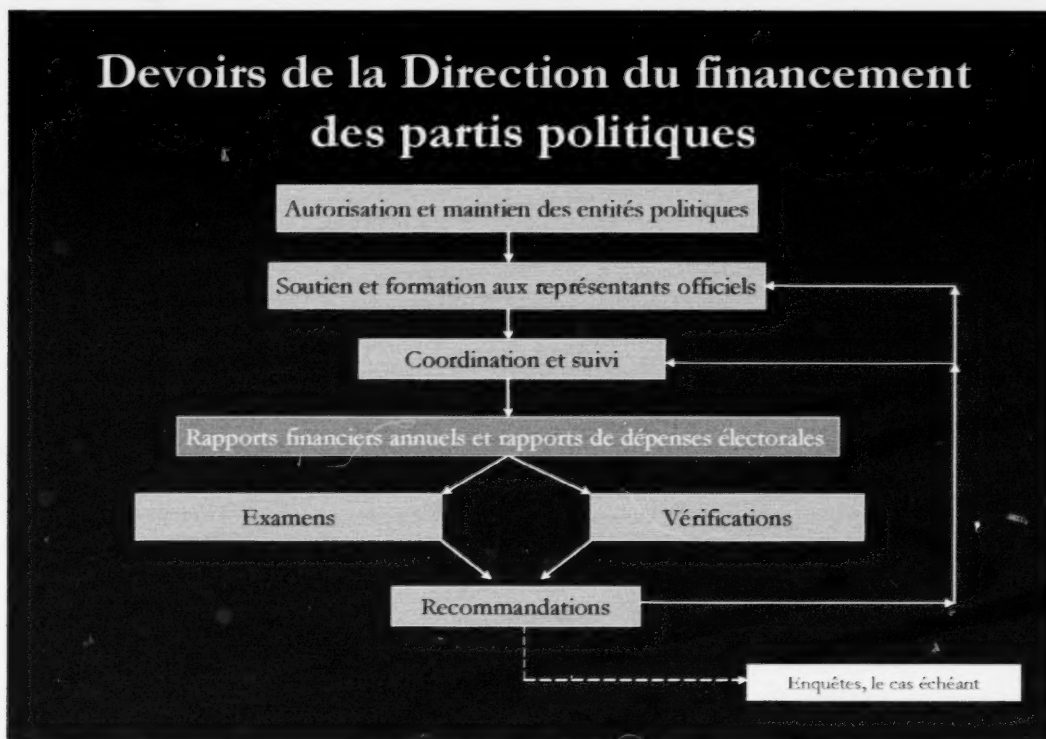 Devoirs de la Direction du financement
des partis politiques
Autorisation et maintien des entités politiques
Soutien et formation aux représentants officiels
Coordination et suivi
Rapports financiers annuels et rapports de dépenses électorales
Examens
Vérifications
Recommandations
Enquêtes, le cas échéant